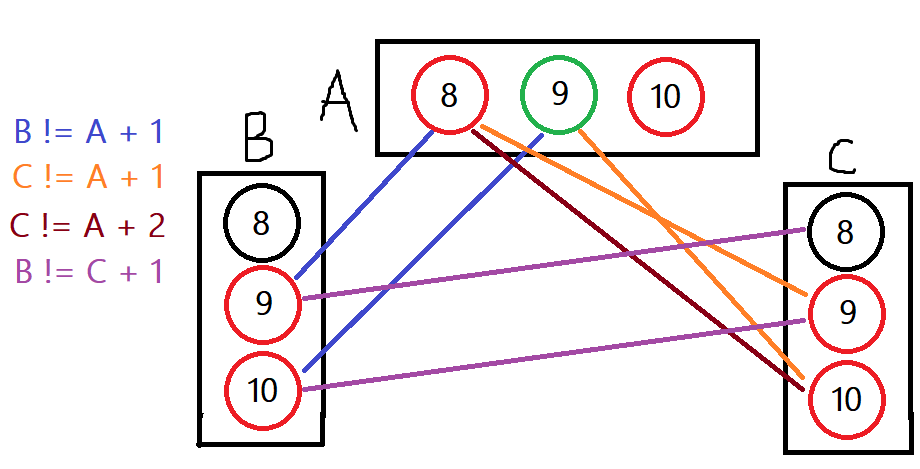 A
8 9 10
B != A + 1
C != A + 1
C != A + 2
B != C + 1
B
8
9
10
C
8
9
10